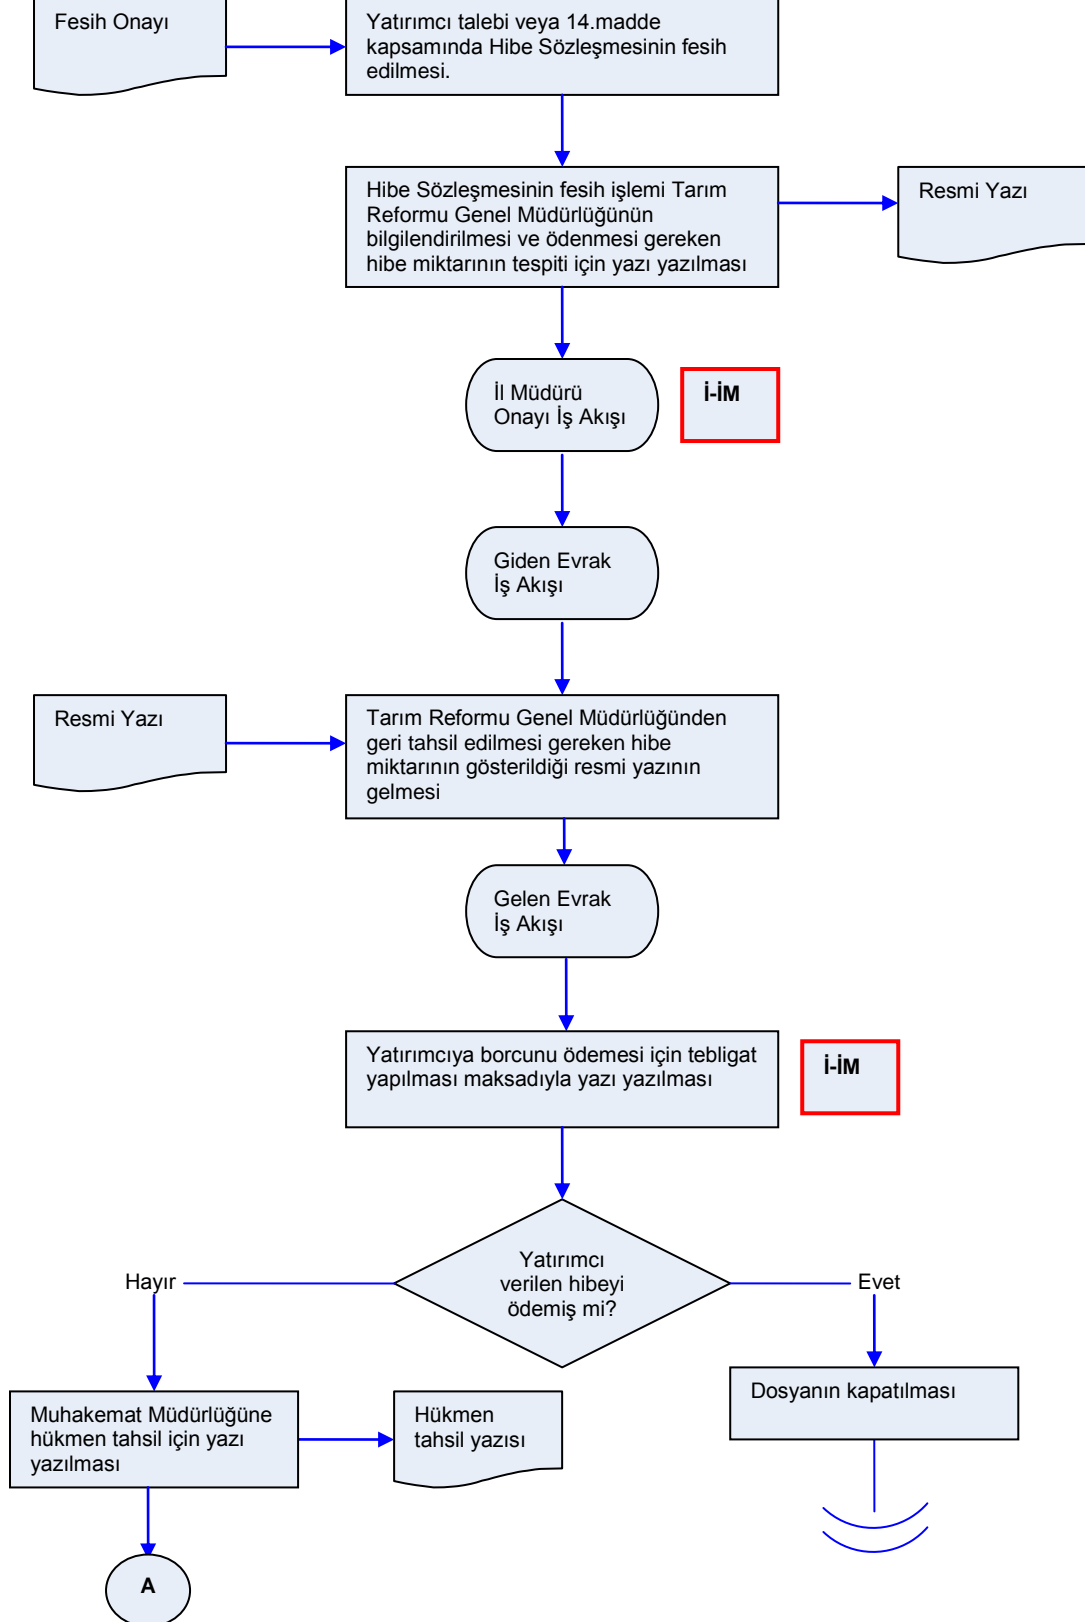 Fesih Onayı
Yatırımcı talebi veya 14.madde
kapsamında Hibe Sözleşmesinin fesih
edilmesi.
Hibe Sözleşmesinin fesih işlemi Tarım
Reformu Genel Müdürlüğünün
bilgilendirilmesi ve ödenmesi gereken
hibe miktarının tespiti için yazı yazılması
Resmi Yazı
İl Müdürü
Onayı İş Akışı
İ-İM
Giden Evrak
İş Akışı
Resmi Yazı
Tarım Reformu Genel Müdürlüğünden
geri tahsil edilmesi gereken hibe
miktarının gösterildiği resmi yazının
gelmesi
Gelen Evrak
İş Akışı
Yatırımcıya borcunu ödemesi için tebligat
yapılması maksadıyla yazı yazılması
İ-İM
Yatırımcı
verilen hibeyi
ödemiş mi?
Hayır
Evet
Muhakemat Müdürlüğüne
hükmen tahsil için yazı
yazılması
Hükmen
tahsil yazısı
Dosyanın kapatılması
A